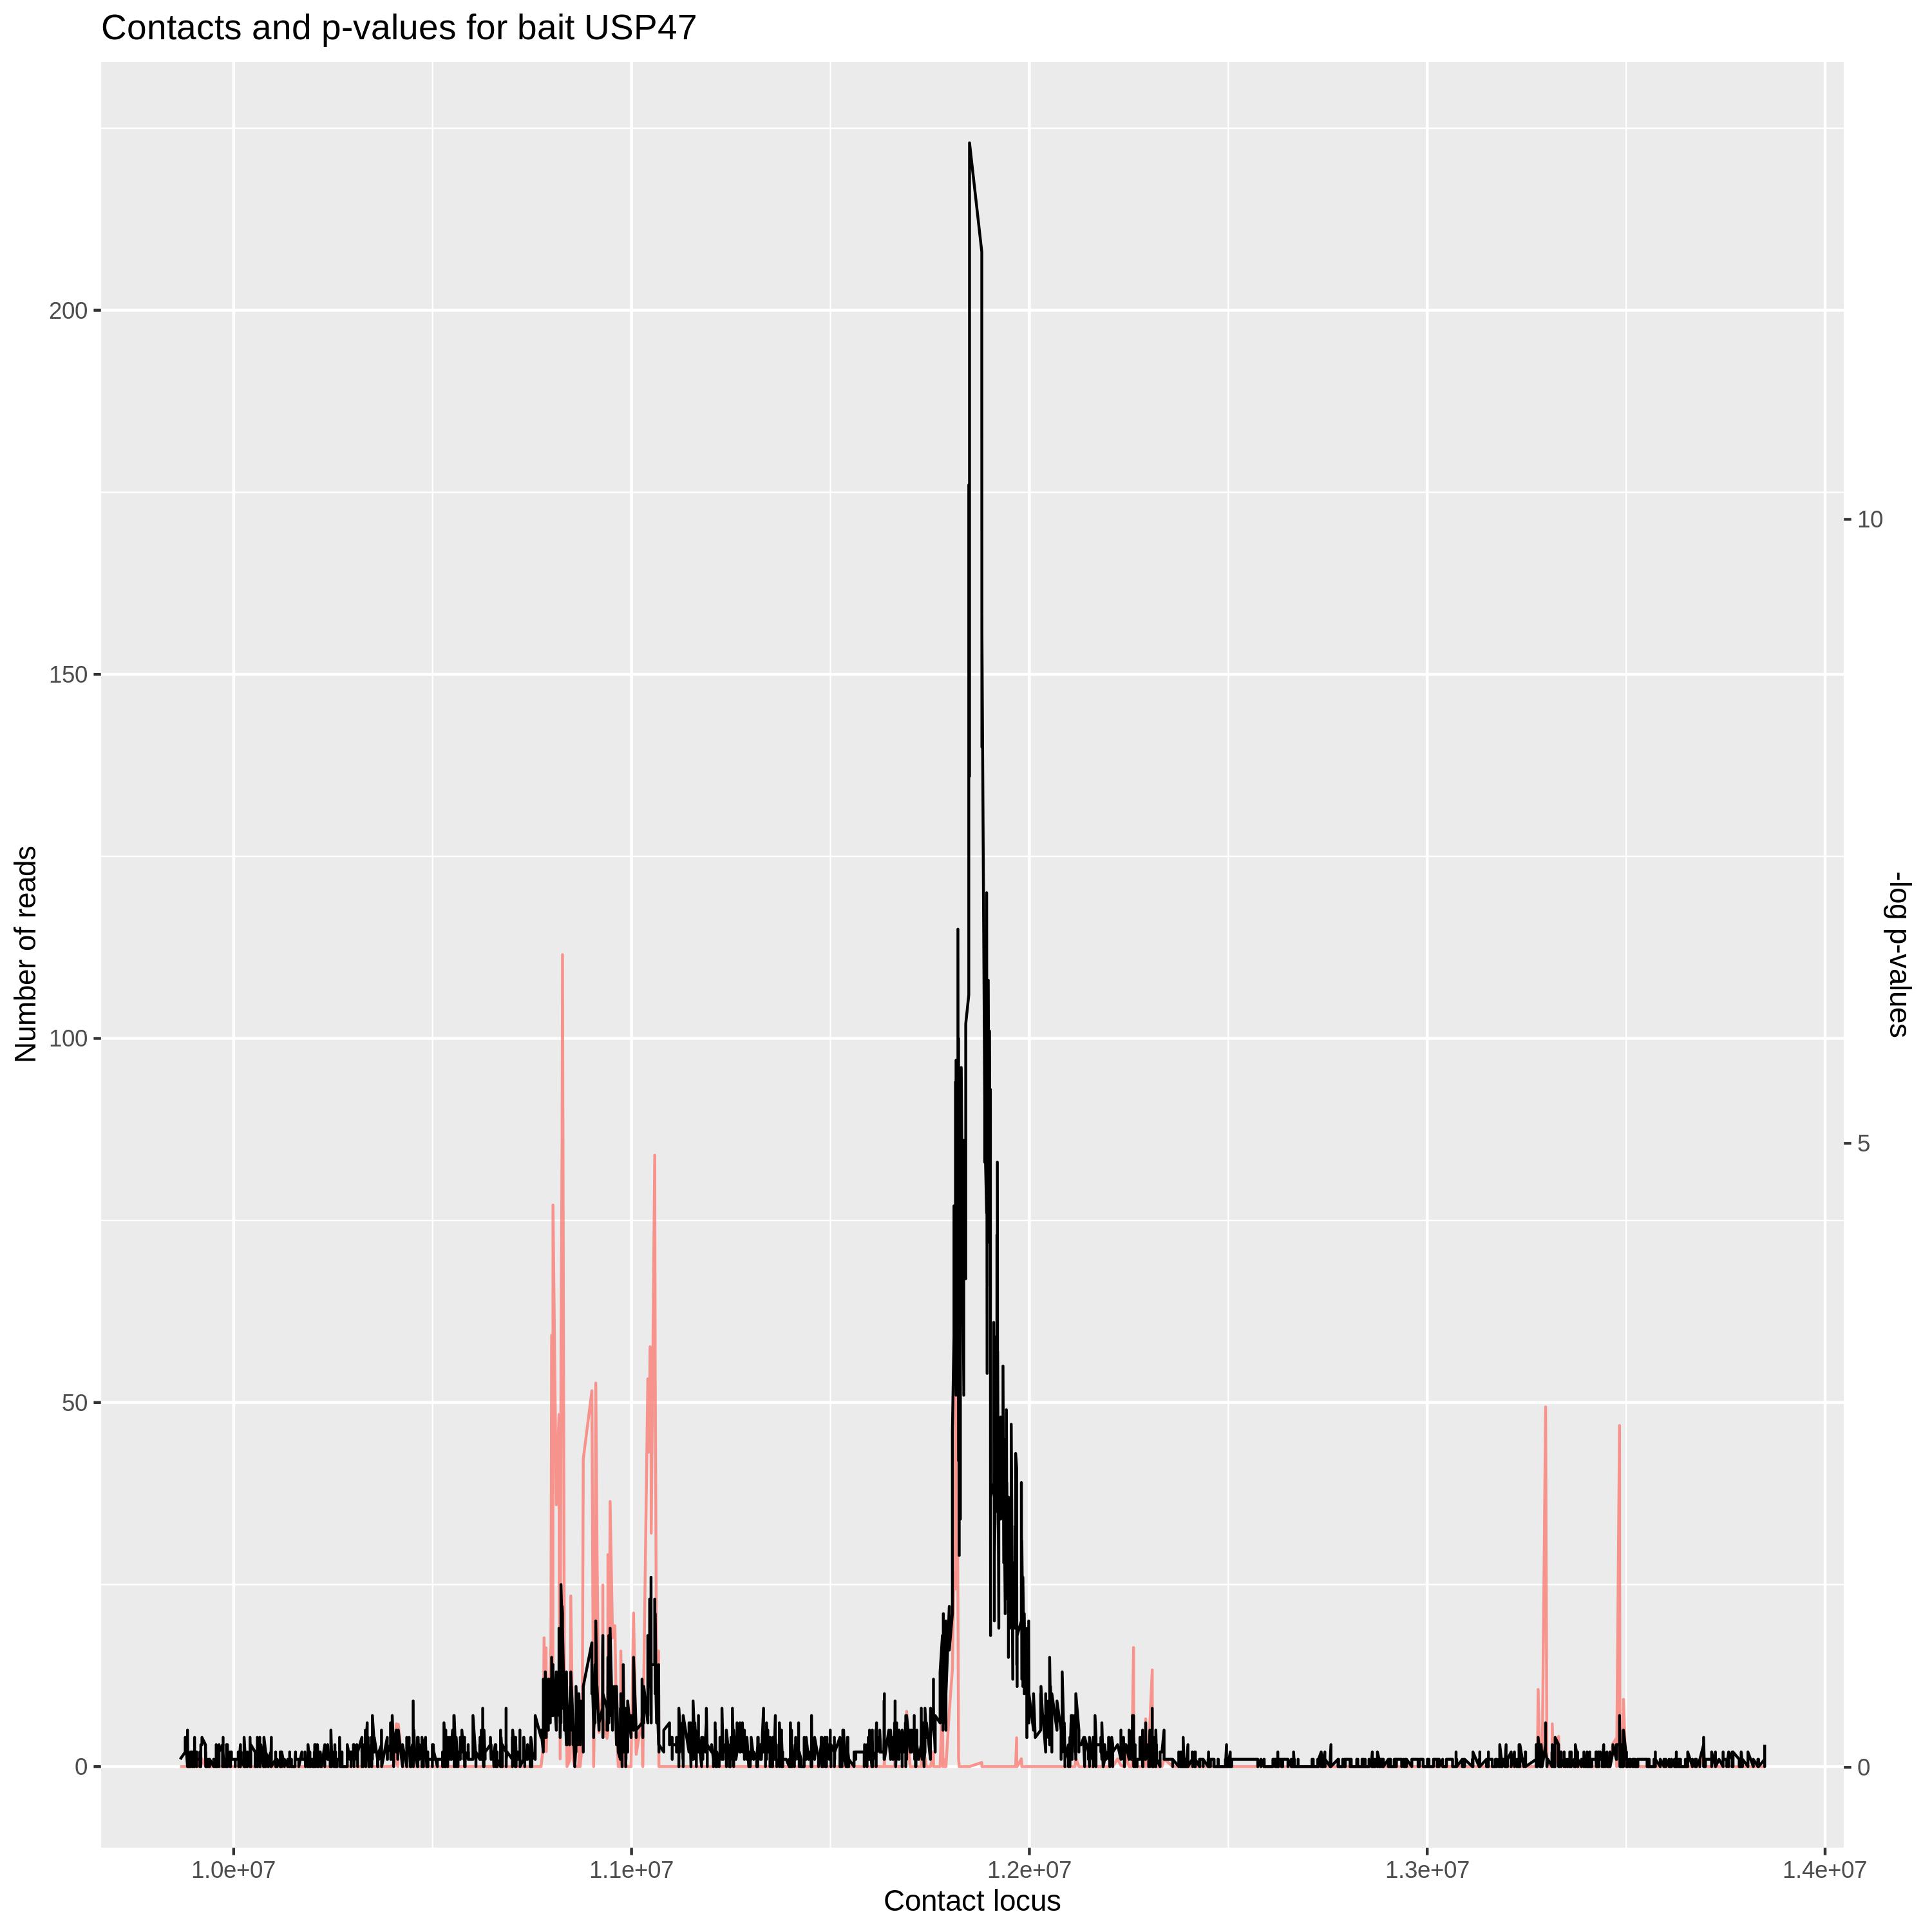 Contacts and p-values for bait USP47
Number of reads
200
150
100
50
0
10
5
0
-log p-values
1.0e+07
1.1e+07
1.2e+07
1.3e+07
1.4e+07
Contact locus